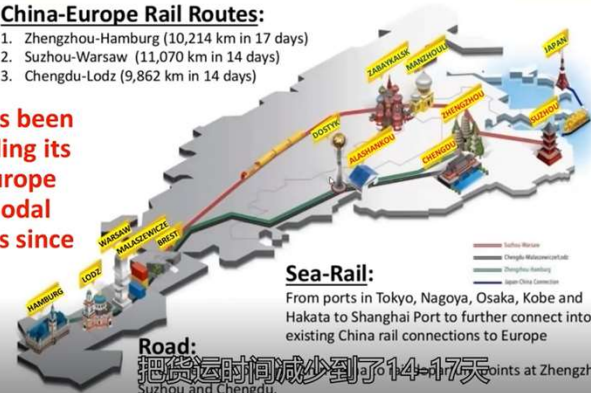 China-Europe Rail Routes:
1. Zhengzhou-Hamburg (10,214 km in 17 days)
2. Suzhou-Warsaw (11,070 km in 14 days)
3. Chengdu-Lodz (9,862 km in 14 days)
s been
ling its
urope
odal
s since
JAPAN
ZABAYKALSK
MANZHOULI
ZHENGZHOU
SUZHOU
DOSTYK
ALASHANKOU
CHENGDU
WARSAW
MALASZEWICZE
BREST
LODZ
HAMBURG
Suzhou-Warsaw
Chengdu-Malaszewicze/Lodz
Zhengzhou-Hamburg
Japan-China Connection
Sea-Rail:
From ports in Tokyo, Nagoya, Osaka, Kobe and
Hakata to Shanghai Port to further connect into
existing China rail connections to Europe
Road:
points at Zhengzh
Suzhou and Chengdu.
把货运时间减少到了14-17天